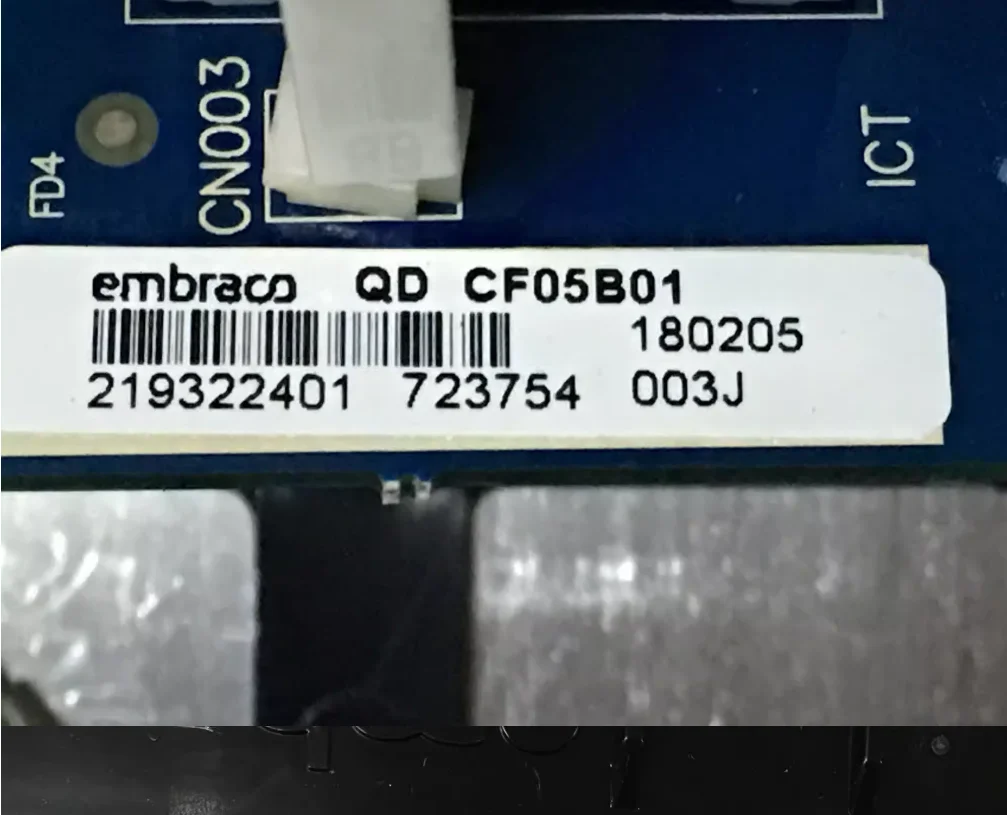 CN003
FD4
ICT
embraco QD CF05B01
180205
219322401 723754 003J